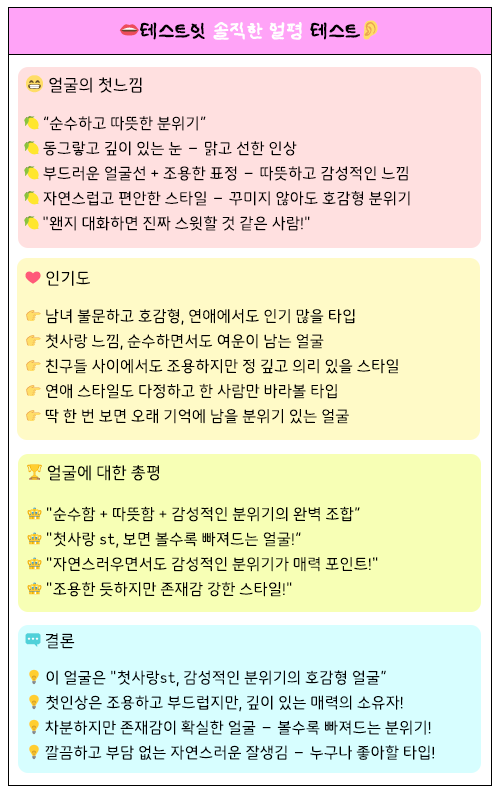 테스트잇 솔직한 얼평 테스트
얼굴의 첫느낌
“순수하고 따뜻한 분위기”
동그랗고 깊이 있는 눈 – 맑고 선한 인상
부드러운 얼굴선 + 조용한 표정 – 따뜻하고 감성적인 느낌
자연스럽고 편안한 스타일 – 꾸미지 않아도 호감형 분위기
"왠지 대화하면 진짜 스윗할 것 같은 사람!"
인기도
남녀 불문하고 호감형, 연애에서도 인기 많을 타입
첫사랑 느낌, 순수하면서도 여운이 남는 얼굴
친구들 사이에서도 조용하지만 정 깊고 의리 있을 스타일
연애 스타일도 다정하고 한 사람만 바라볼 타입
딱 한 번 보면 오래 기억에 남을 분위기 있는 얼굴
얼굴에 대한 총평
"순수함 + 따뜻함 + 감성적인 분위기의 완벽 조합”
"첫사랑 st, 보면 볼수록 빠져드는 얼굴!”
"자연스러우면서도 감성적인 분위기가 매력 포인트!"
"조용한 듯하지만 존재감 강한 스타일!"
결론
이 얼굴은 "첫사랑st, 감성적인 분위기의 호감형 얼굴”
첫인상은 조용하고 부드럽지만, 깊이 있는 매력의 소유자!
차분하지만 존재감이 확실한 얼굴 – 볼수록 빠져드는 분위기!
깔끔하고 부담 없는 자연스러운 잘생김 – 누구나 좋아할 타입!